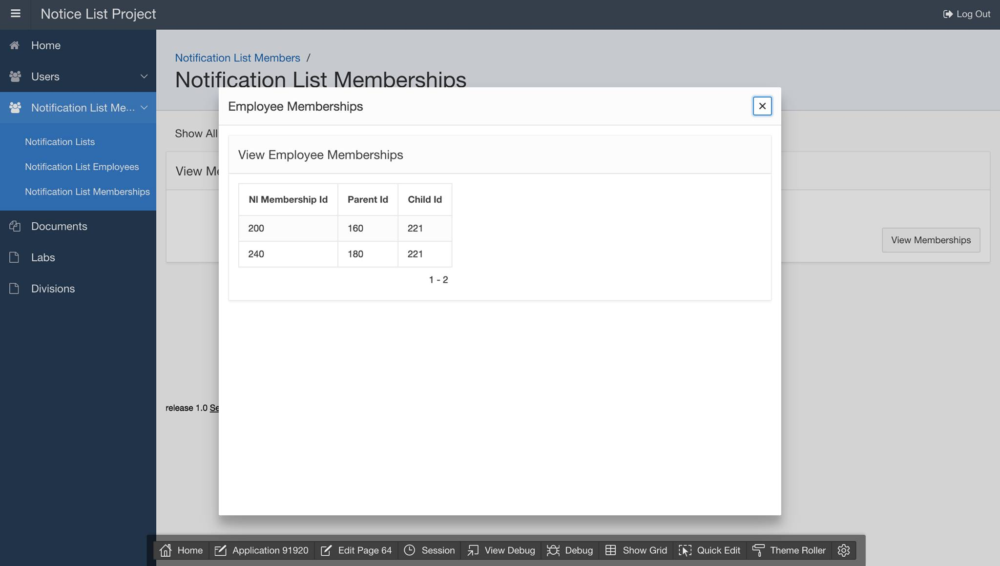 Notice List Project
Log Out
Home
Users
Notification List Me...
Notification Lists
Notification List Employees
Notification List Memberships
Documents
Labs
Divisions
Notification List Members /
Notification List Memberships
Show All
View
Employee Memberships
View Employee Memberships
Nl Membership Id Parent Id Child Id
200 160 221
240 180 221
1 - 2
View Memberships
release 1.0
Home Application 91920 Edit Page 64 Session View Debug Debug Show Grid Quick Edit Theme Roller